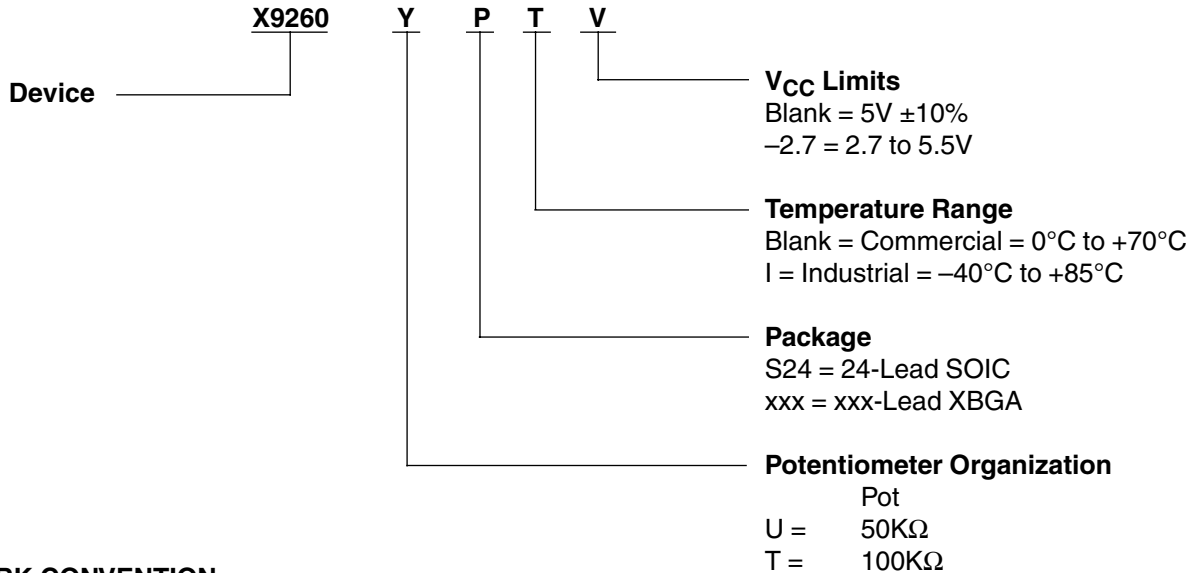 X9260 Y P T V
Device
VCC Limits
Blank = 5V ±10%
–2.7 = 2.7 to 5.5V
Temperature Range
Blank = Commercial = 0°C to +70°C
I = Industrial = –40°C to +85°C
Package
S24 = 24-Lead SOIC
xxx = xxx-Lead XBGA
Potentiometer Organization
Pot
U = 50KΩ
T = 100KΩ